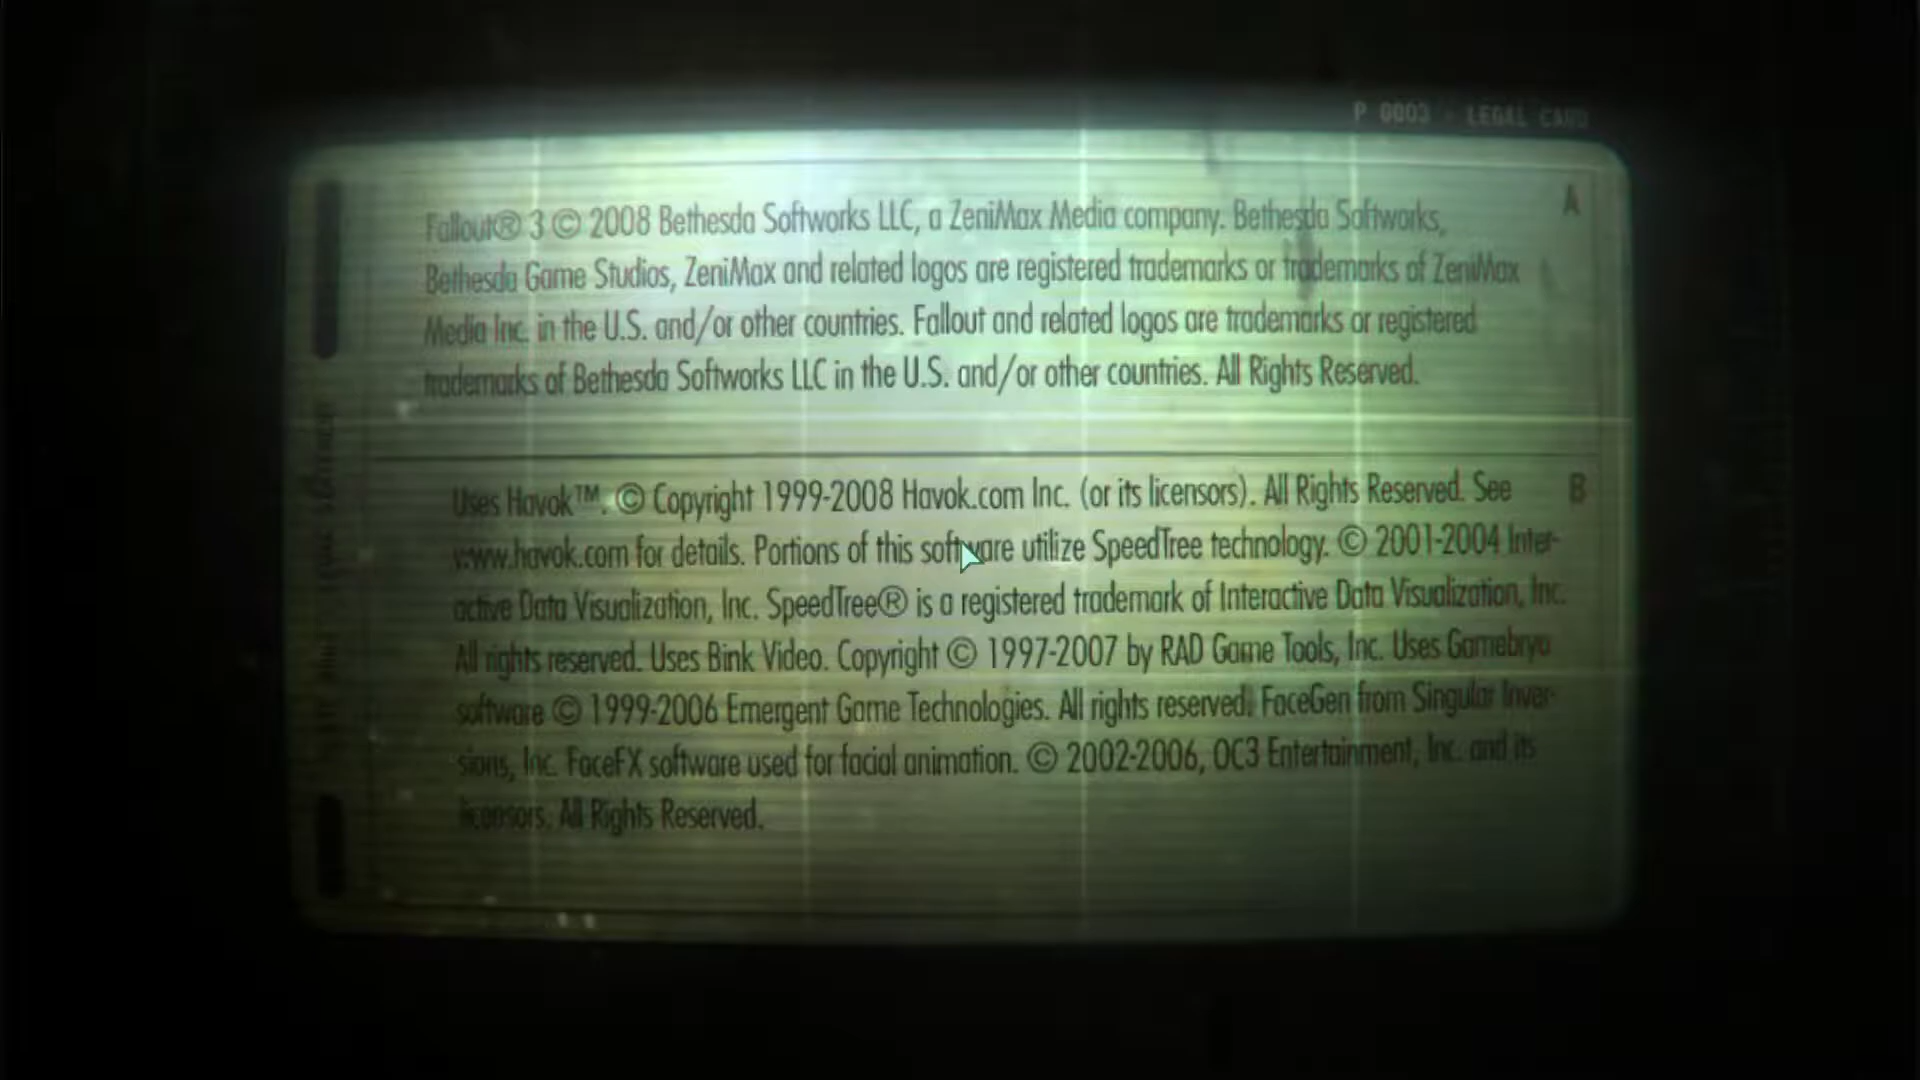 P 0003 - LEGAL CARD
A
Fallout® 3 © 2008 Bethesda Softworks LLC, a ZeniMax Media company. Bethesda Softworks,
Bethesda Game Studios, ZeniMax and related logos are registered trademarks or trademarks of ZeniMax
Media Inc. in the U.S. and/or other countries. Fallout and related logos are trademarks or registered
trademarks of Bethesda Softworks LLC in the U.S. and/or other countries. All Rights Reserved.
Uses Havok™. © Copyright 1999-2008 Havok.com Inc. (or its licensors). All Rights Reserved. See
B
www.havok.com for details. Portions of this software utilize SpeedTree technology. © 2001-2004 Inter-
active Data Visualization, Inc. SpeedTree® is a registered trademark of Interactive Data Visualization, Inc.
All rights reserved. Uses Bink Video. Copyright © 1997-2007 by RAD Game Tools, Inc. Uses Gamebryo
software © 1999-2006 Emergent Game Technologies. All rights reserved. FaceGen from Singular Inver-
sions, Inc. FaceFX software used for facial animation. © 2002-2006, OC3 Entertainment, Inc. and its
licensors. All Rights Reserved.